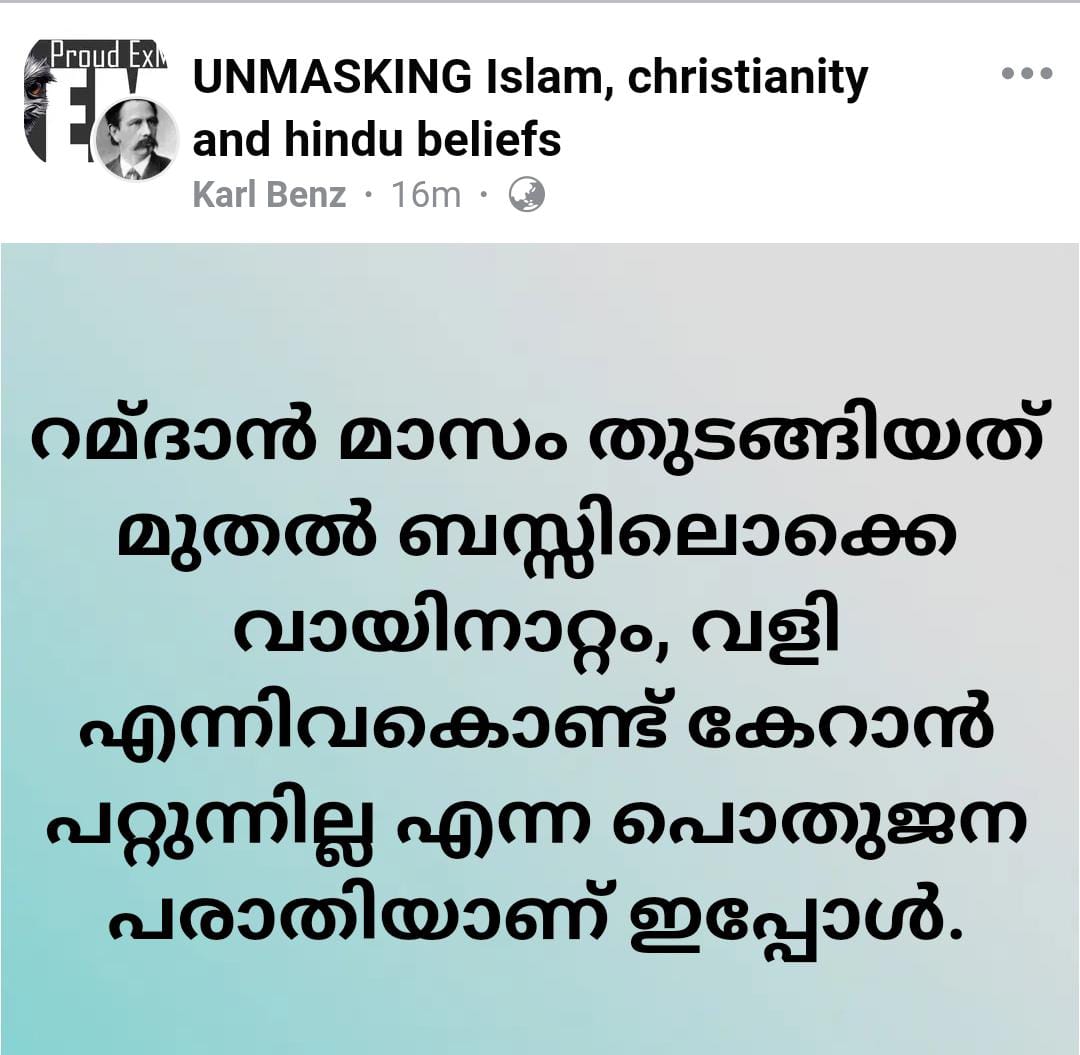 Proud Ex
UNMASKING Islam, christianity
and hindu beliefs
Karl Benz · 16m ·
റമ്ദാൻ മാസം തുടങ്ങിയത്
മുതൽ ബസ്സിലൊക്കെ
വായിനാറ്റം, വളി
എന്നിവകൊണ്ട് കേറാൻ
പറ്റുന്നില്ല എന്ന പൊതുജന
പരാതിയാണ് ഇപ്പോൾ.